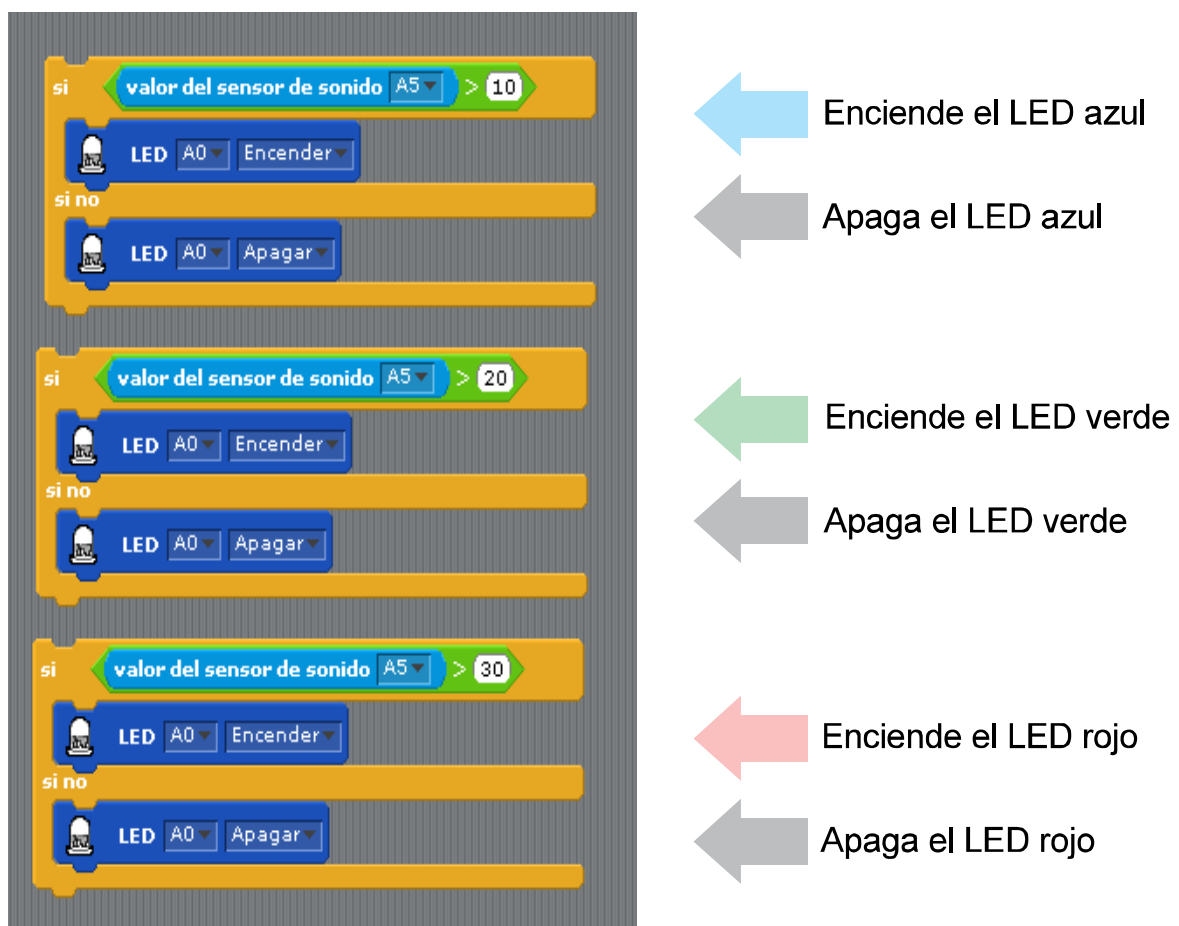 si valor del sensor de sonido A5 > 10
Enciende el LED azul
LED A0 Encender
si no
Apaga el LED azul
LED A0 Apagar
si valor del sensor de sonido A5 > 20
Enciende el LED verde
LED A0 Encender
si no
Apaga el LED verde
LED A0 Apagar
si valor del sensor de sonido A5 > 30
Enciende el LED rojo
LED A0 Encender
si no
Apaga el LED rojo
LED A0 Apagar